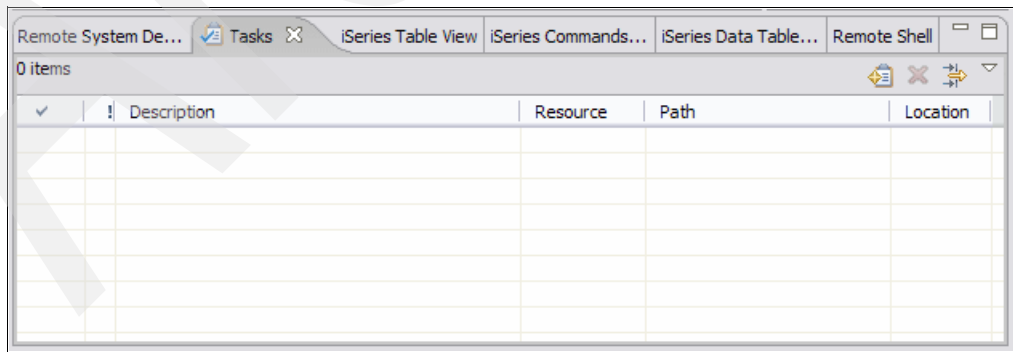 Remote System De... Tasks iSeries Table View iSeries Commands... iSeries Data Table... Remote Shell
0 items
! Description Resource Path Location